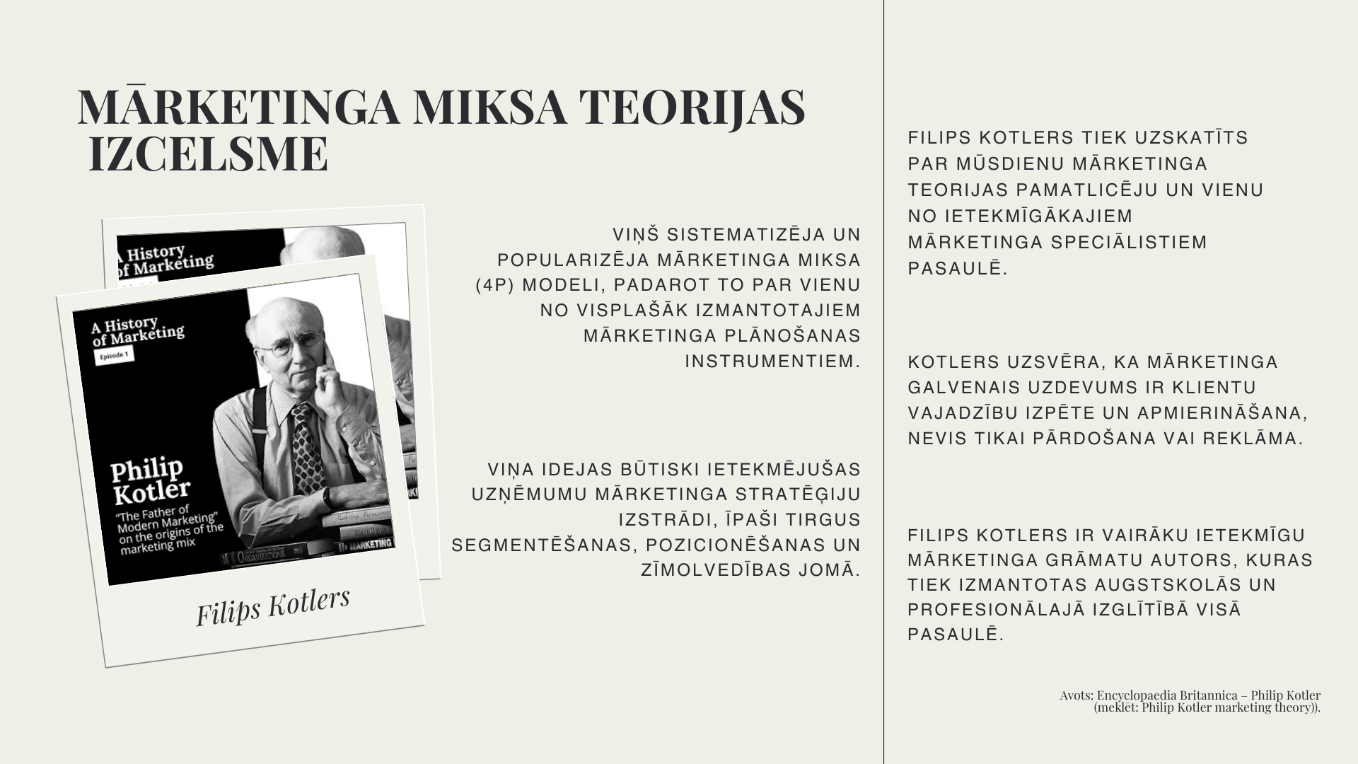 MĀRKETINGA MIKSA TEORIJAS
IZCELSME
A History
of Marketing
A History
of Marketing
Episode 1
Philip
Kotler
"The Father of
Modern Marketing"
on the origins of the
marketing mix
ORGANIZATIONS
MARKETING
Filips Kotlers
VIŅŠ SISTEMATIZĒJA UN
POPULARIZĒJA MĀRKETINGA MIKSA
(4P) MODELI, PADAROT TO PAR VIENU
NO VISPLAŠĀK IZMANTOTAJIEM
MĀRKETINGA PLĀNOŠANAS
INSTRUMENTIEM.
VIŅA IDEJAS BŪTISKI IETEKMĒJUŠAS
UZŅĒMUMU MĀRKETINGA STRATĒĢIJU
IZSTRĀDI, ĪPAŠI TIRGUS
SEGMENTĒŠANAS, POZICIONĒŠANAS UN
ZĪMOLVEDĪBAS JOMĀ.
FILIPS KOTLERS TIEK UZSKATĪTS
PAR MŪSDIENU MĀRKETINGA
TEORIJAS PAMATLICĒJU UN VIENU
NO IETEKMĪGĀKAJIEM
MĀRKETINGA SPECIĀLISTIEM
PASAULĒ.
KOTLERS UZSVĒRA, KA MĀRKETINGA
GALVENAIS UZDEVUMS IR KLIENTU
VAJADZĪBU IZPĒTE UN APMIERINĀŠANA,
NEVIS TIKAI PĀRDOŠANA VAI REKLĀMA.
FILIPS KOTLERS IR VAIRĀKU IETEKMĪGU
MĀRKETINGA GRĀMATU AUTORS, KURAS
TIEK IZMANTOTAS AUGSTSKOLĀS UN
PROFESIONĀLAJĀ IZGLĪTĪBĀ VISĀ
PASAULĒ.
Avots: Encyclopaedia Britannica – Philip Kotler
(meklēt: Philip Kotler marketing theory)).